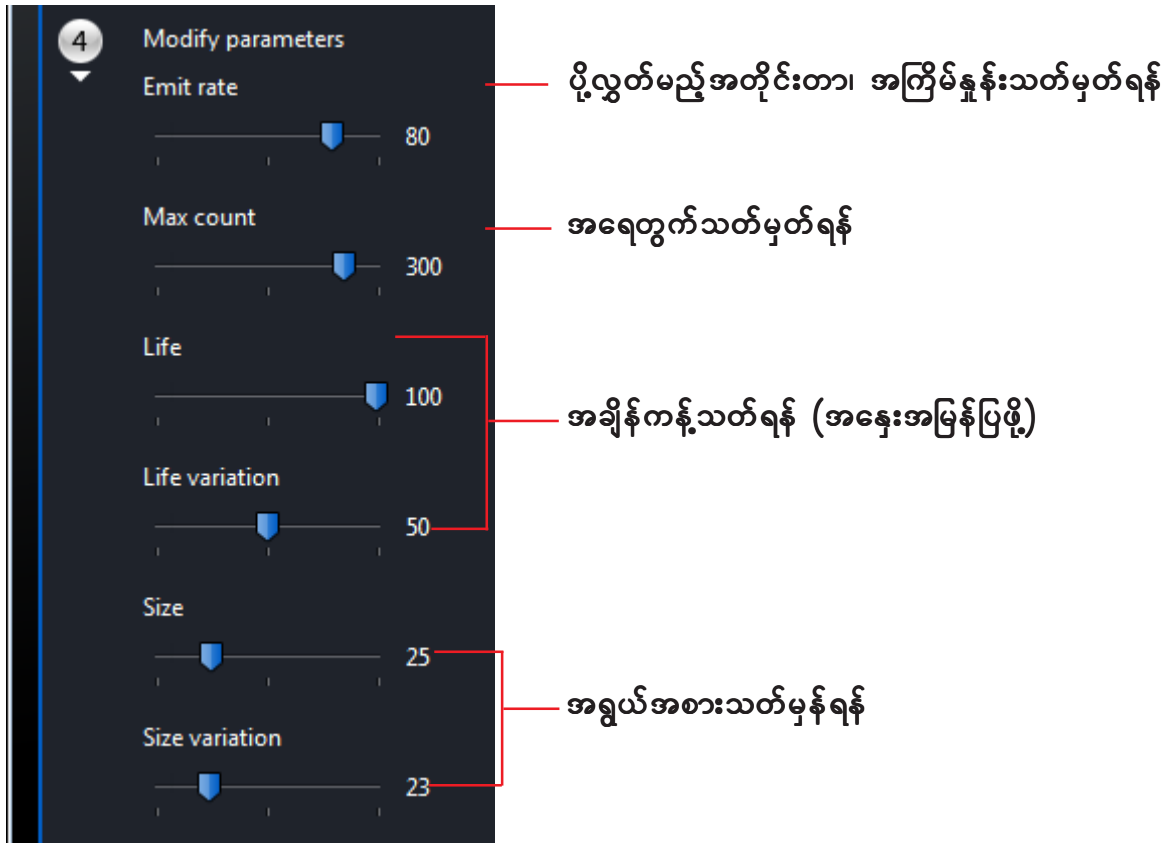 4 Modify parameters
Emit rate
ပို့လွှတ်မည့်အတိုင်းတာ၊ အကြိမ်နှုန်းသတ်မှတ်ရန်
80
Max count
အရေတွက်သတ်မှတ်ရန်
300
Life
100
အချိန်ကန့်သတ်ရန် (အနှေးအမြန်ပြဖို့)
Life variation
50
Size
25
အရွယ်အစားသတ်မှန်ရန်
Size variation
23